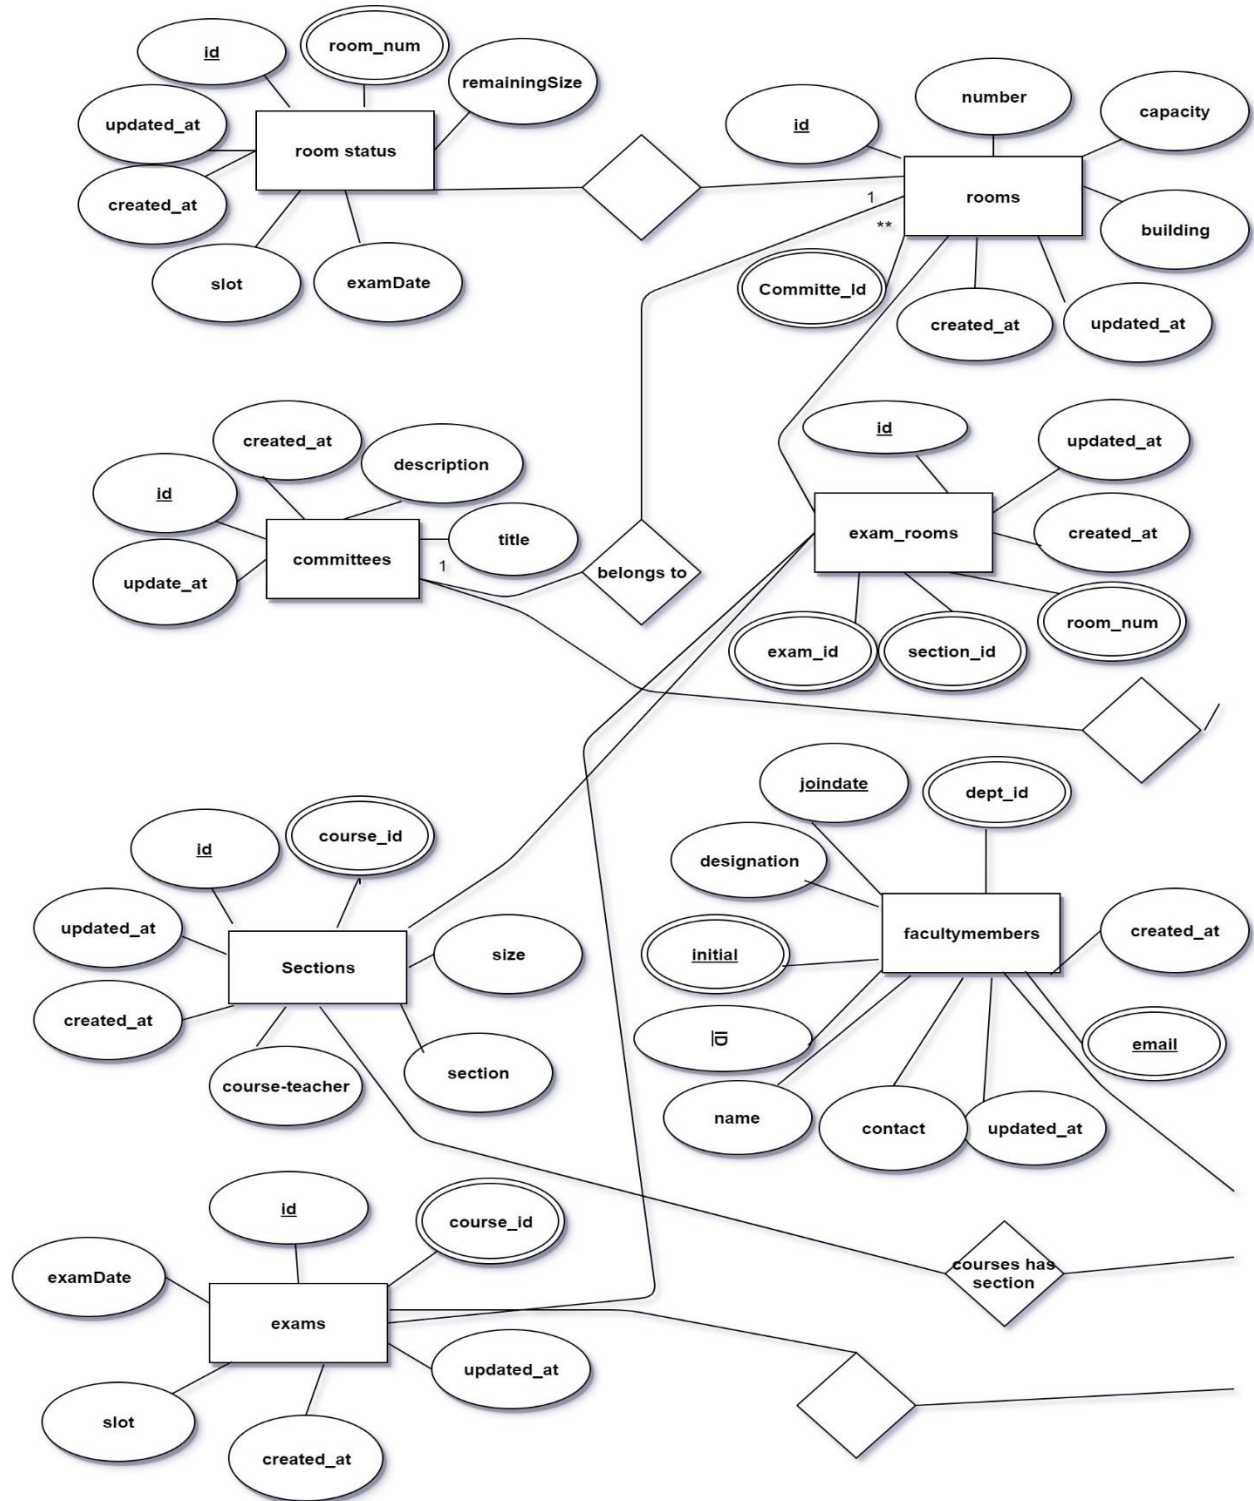 id
room_num
remainingSize
updated_at
room status
created_at
slot
examDate
number
capacity
id
rooms
building
1
**
Committe_Id
created_at
updated_at
created_at
description
id
title
committees
update_at
1
belongs to
id
updated_at
exam_rooms
created_at
room_num
exam_id
section_id
joindate
dept_id
designation
initial
facultymembers
created_at
ID
email
name
contact
updated_at
course_id
id
updated_at
size
Sections
created_at
section
course-teacher
courses has
section
id
course_id
examDate
exams
updated_at
slot
created_at